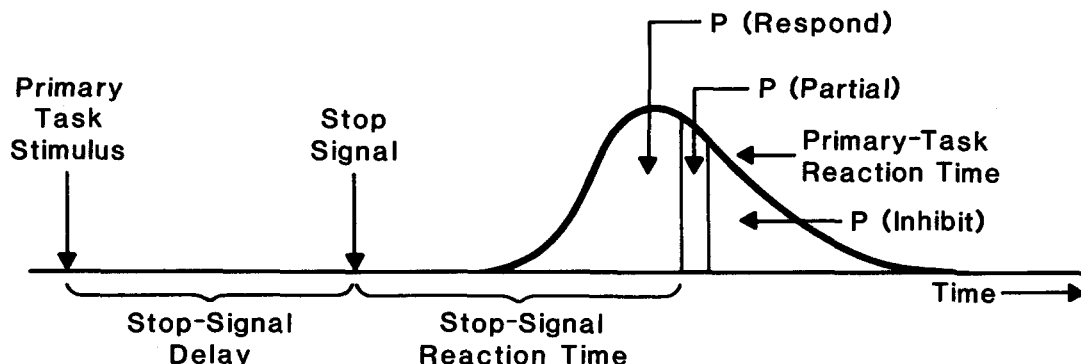 P (Respond)
P (Partial)
Primary
Task
Stimulus
Stop
Signal
Primary-Task
Reaction Time
P (Inhibit)
Time
Stop-Signal
Delay
Stop-Signal
Reaction Time